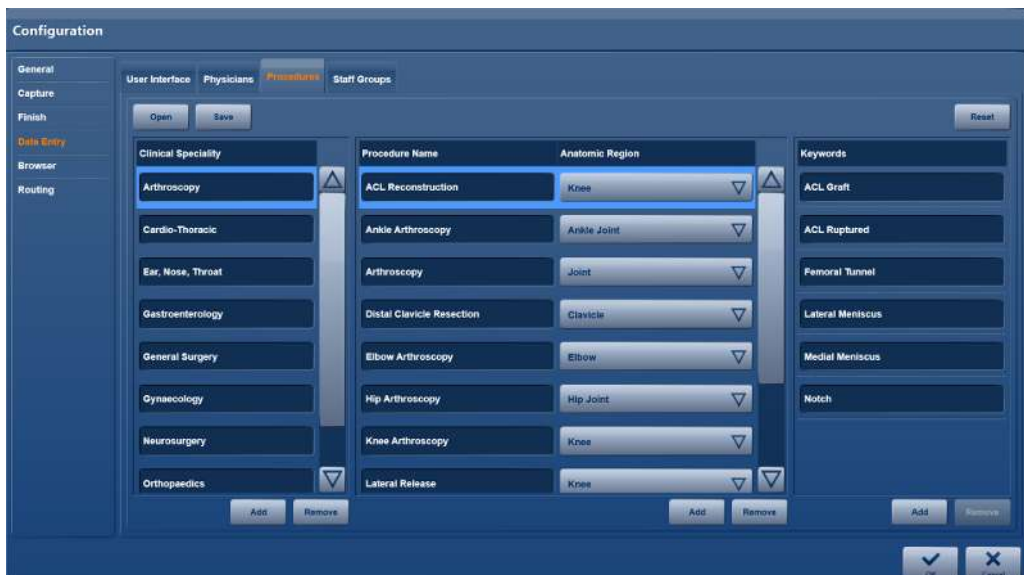 Configuration
General
Capture
Finish
Data Entry
Browser
Routing
User Interface Physicians Procedures Staff Groups
Open Save Reset
Clinical Speciality Procedure Name Anatomic Region Keywords
Arthroscopy ACL Reconstruction Knee ACL Graft
Cardio-Thoracic Ankle Arthroscopy Ankle Joint ACL Ruptured
Ear, Nose, Throat Arthroscopy Joint Femoral Tunnel
Gastroenterology Distal Clavicle Resection Clavicle Lateral Meniscus
General Surgery Elbow Arthroscopy Elbow Medial Meniscus
Gynaecology Hip Arthroscopy Hip Joint Notch
Neurosurgery Knee Arthroscopy Knee
Orthopaedics Lateral Release Knee
Add Remove Add Remove Add Remove
OK Cancel